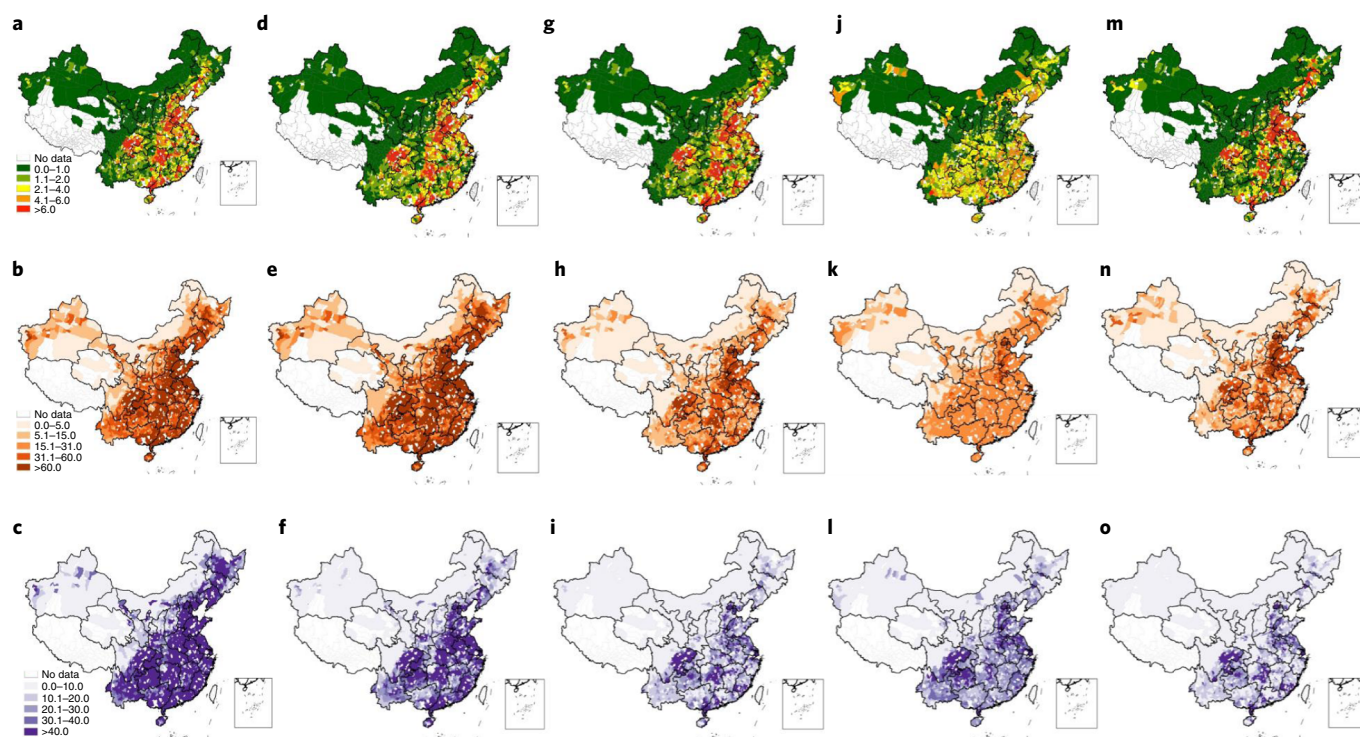 a
d
g
j
m
No data
0.0–1.0
1.1–2.0
2.1–4.0
4.1–6.0
>6.0
b
e
h
k
n
No data
0.0–5.0
5.1–15.0
15.1–31.0
31.1–60.0
>60.0
c
f
i
l
o
No data
0.0–10.0
10.1–20.0
20.1–30.0
30.1–40.0
>40.0